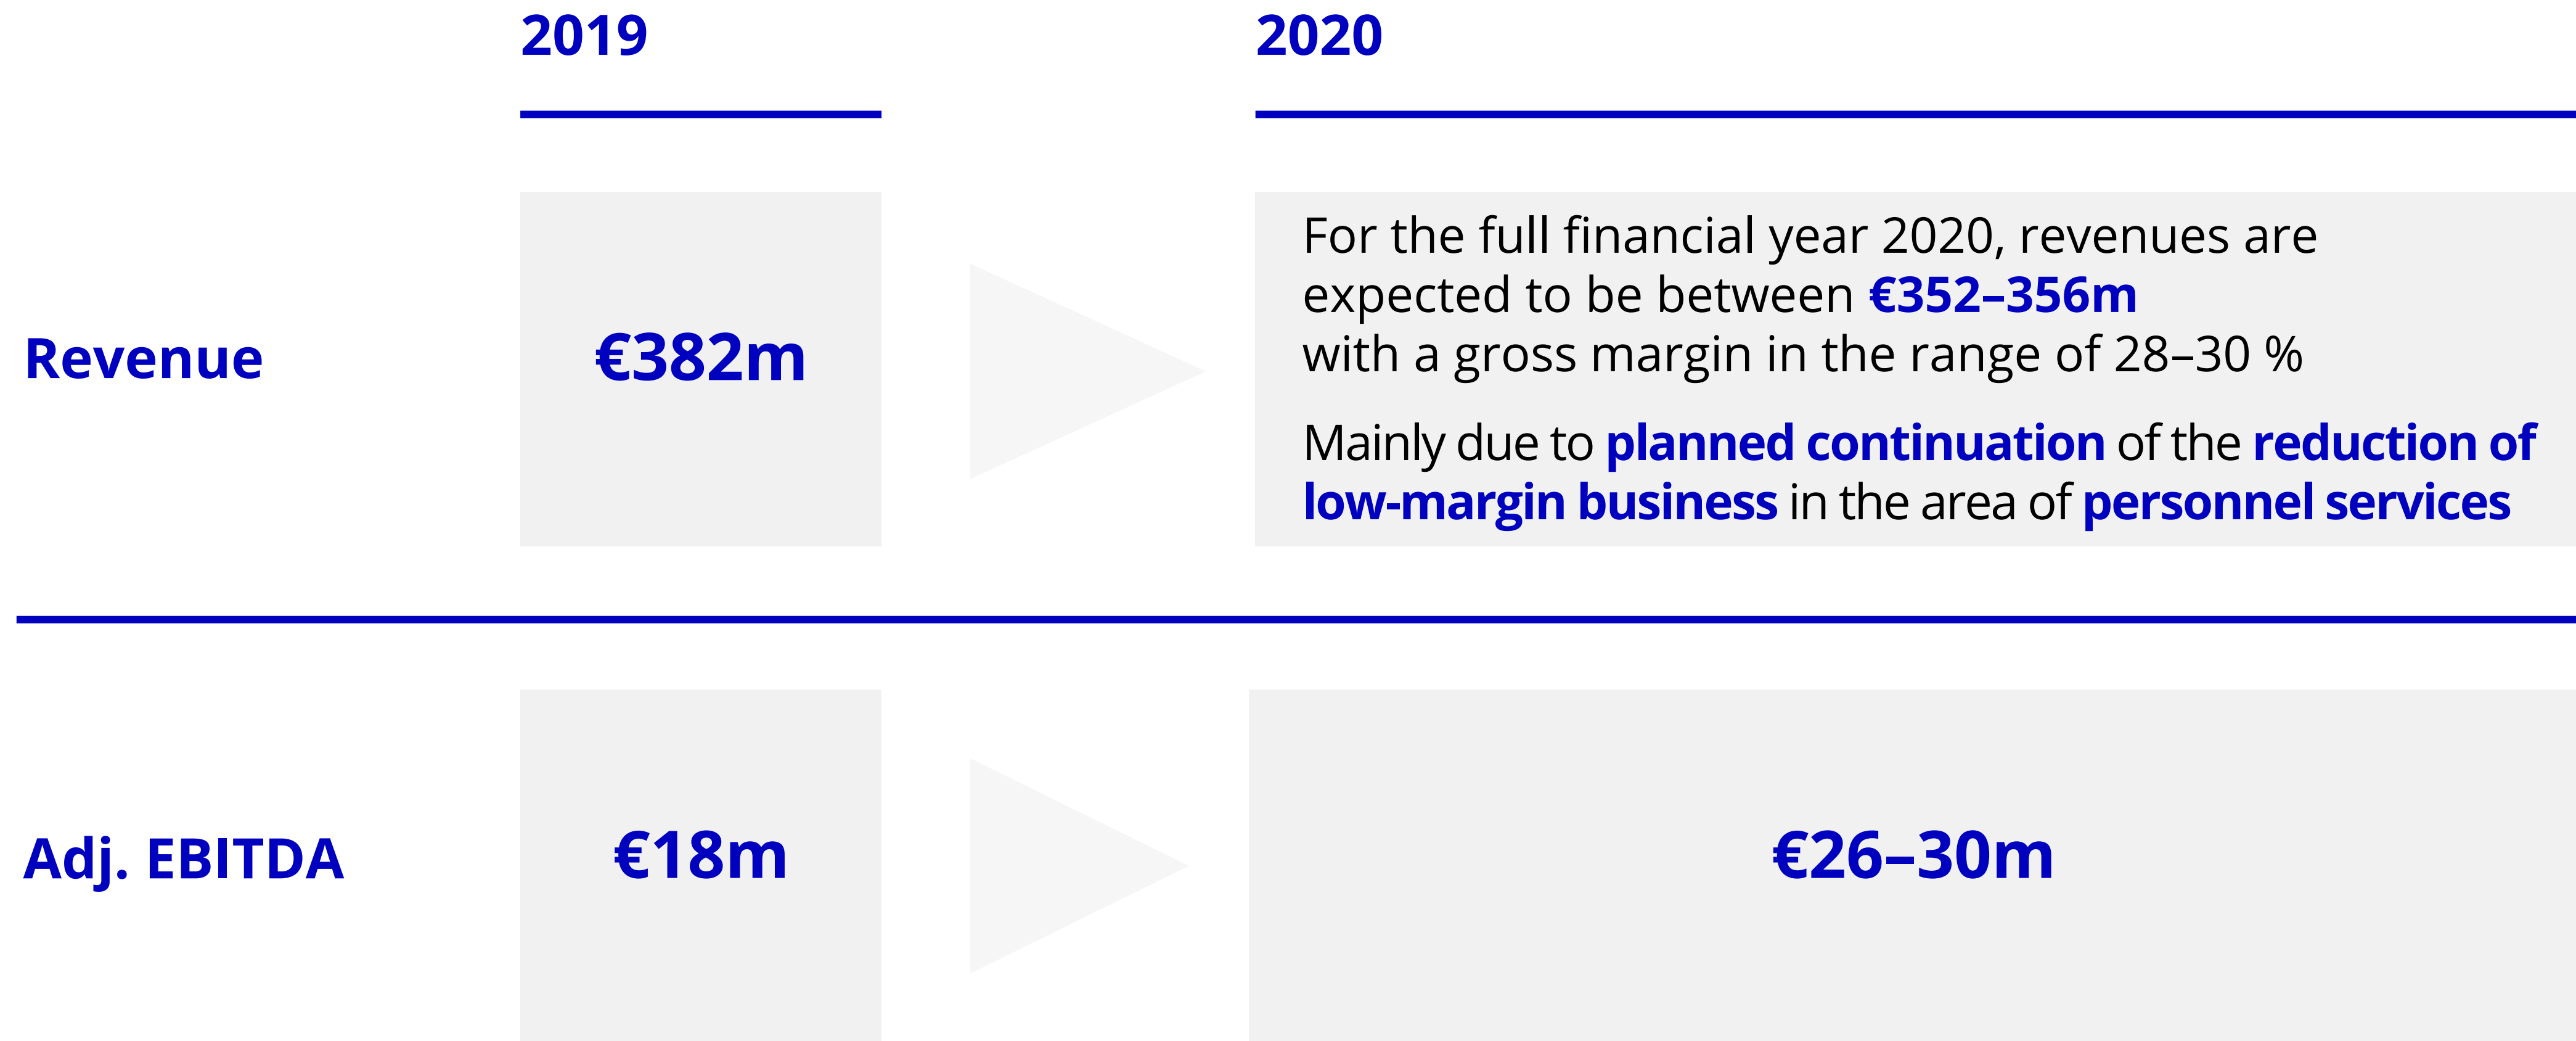 2019
2020
Revenue
€382m
For the full financial year 2020, revenues are
expected to be between €352–356m
with a gross margin in the range of 28–30 %
Mainly due to planned continuation of the reduction of
low-margin business in the area of personnel services
Adj. EBITDA
€18m
€26–30m